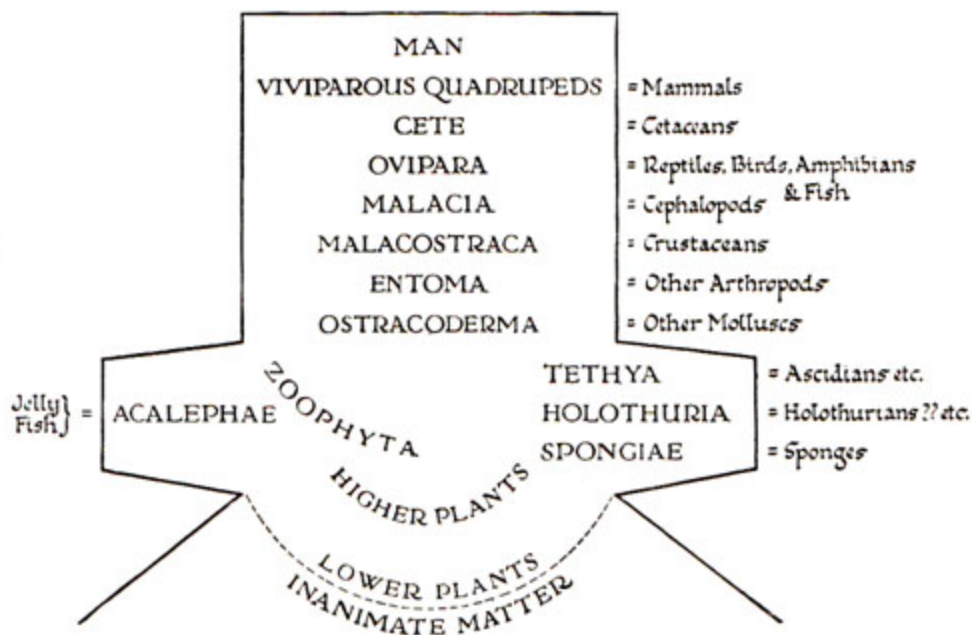 MAN
VIVIPAROUS QUADRUPEDS = Mammals
CETE = Cetaceans
OVIPARA = Reptiles, Birds, Amphibians & Fish
MALACIA = Cephalopods
MALACOSTRACA = Crustaceans
ENTOMA = Other Arthropods
OSTRACODERMA = Other Molluscs
ZOOPHYTA
TETHYA = Ascidians etc.
Jelly Fish } = ACALEPHAE
HOLOTHURIA = Holothurians ?? etc.
SPONGIAE = Sponges
HIGHER PLANTS
LOWER PLANTS
INANIMATE MATTER